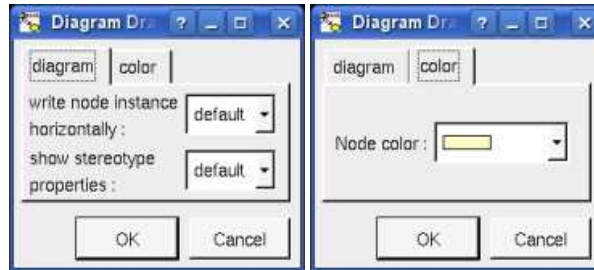 Diagram Dra
diagram
color
write node instance
horizontally :
default
show stereotype
properties :
default
OK
Cancel
Diagram Dr
diagram
color
Node color :
OK
Cancel